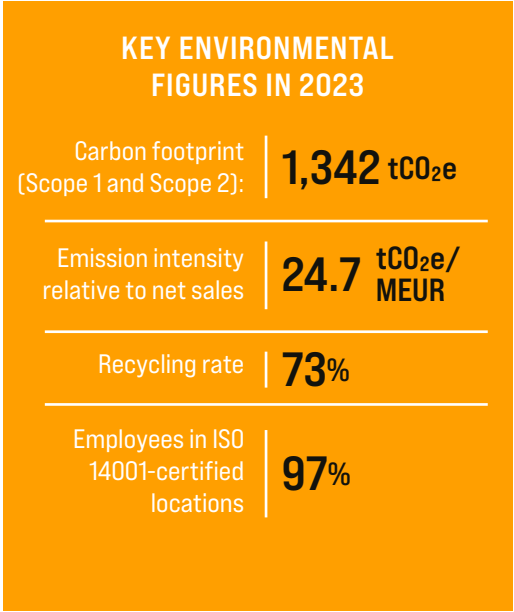 KEY ENVIRONMENTAL
FIGURES IN 2023
Carbon footprint
(Scope 1 and Scope 2):
1,342 tCO₂e
Emission intensity
relative to net sales
24.7 tCO₂e/
MEUR
Recycling rate
73%
Employees in ISO
14001-certified
locations
97%